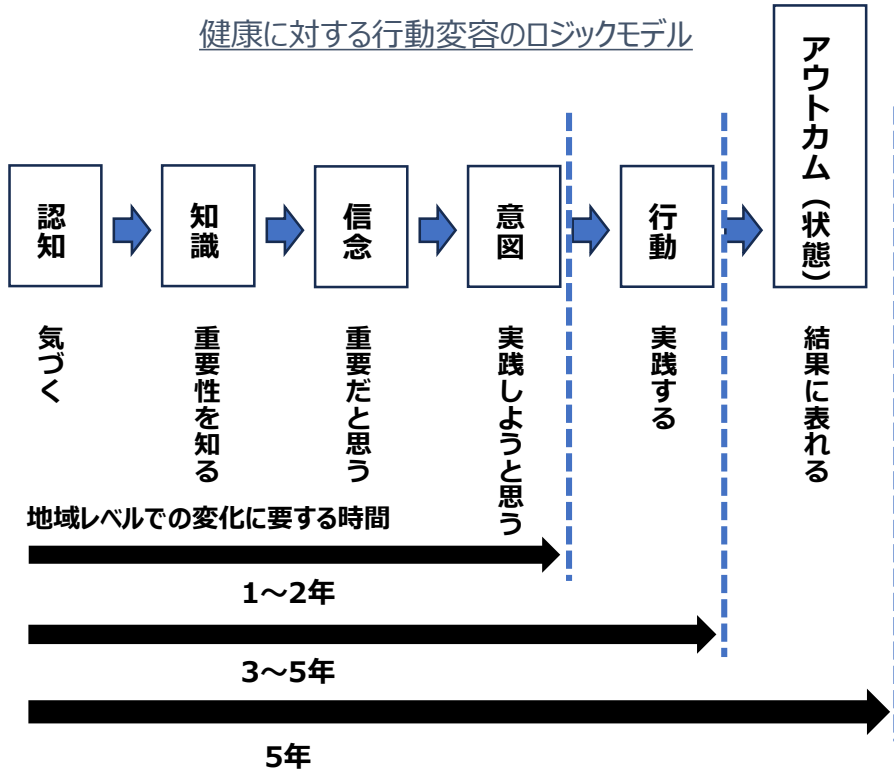 健康に対する行動変容のロジックモデル
認知
知識
信念
意図
行動
アウトカム（状態）
気づく
重要性を知る
重要だと思う
実践しようと思う
実践する
結果に表れる
地域レベルでの変化に要する時間
1～2年
3～5年
5年